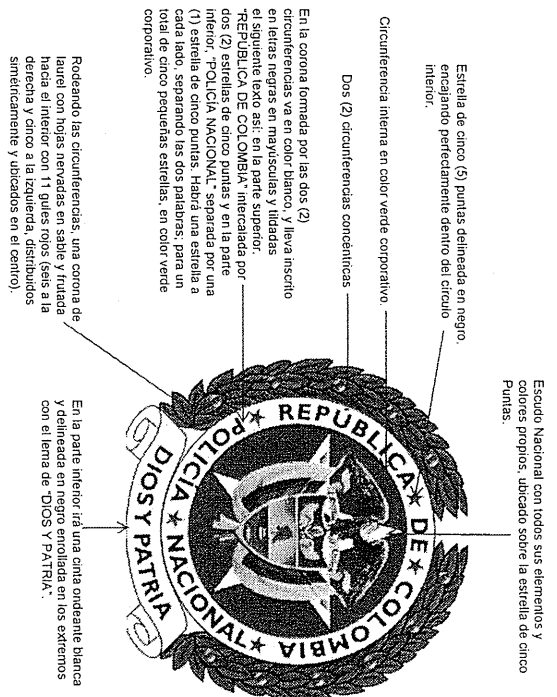 Escudo Nacional con todos sus elementos y
colores propios, ubicado sobre la estrella de cinco
Puntas.
Estrella de cinco (5) puntas delineada en negro,
encajando perfectamente dentro del círculo
interior.
Circunferencia interna en color verde corporativo.
Dos (2) circunferencias concéntricas
En la corona formada por las dos (2)
circunferencias va en color blanco, y lleva inscrito
en letras negras en mayúsculas y tildadas
el siguiente texto así: en la parte superior,
"REPÚBLICA DE COLOMBIA" intercalada por
dos (2) estrellas de cinco puntas y en la parte
inferior, "POLICÍA NACIONAL" separada por una
(1) estrella de cinco puntas. Habrá una estrella a
cada lado, separando las dos palabras; para un
total de cinco pequeñas estrellas, en color verde
corporativo.
Rodeando las circunferencias, una corona de
laurel con hojas nervadas en sable y frutada
hacia el interior con 11 gules rojos (seis a la
derecha y cinco a la izquierda, distribuidos
simétricamente y ubicados en el centro).
En la parte inferior irá una cinta ondeante blanca
y delineada en negro enrollada en los extremos
con el lema de "DIOS Y PATRIA".
REPÚBLICA DE COLOMBIA
POLICÍA NACIONAL
DIOS Y PATRIA